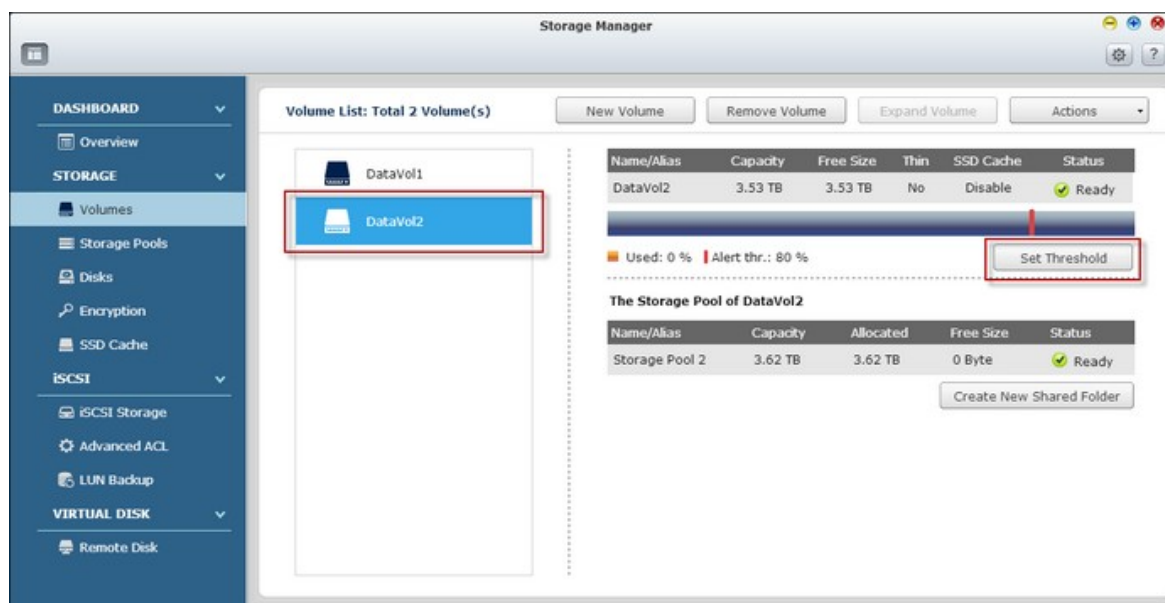 Storage Manager
?
DASHBOARD
Overview
STORAGE
Volumes
Storage Pools
Disks
Encryption
SSD Cache
iSCSI
iSCSI Storage
Advanced ACL
LUN Backup
VIRTUAL DISK
Remote Disk
Volume List: Total 2 Volume(s)
New Volume
Remove Volume
Expand Volume
Actions
DataVol1
DataVol2
Name/Alias Capacity Free Size Thin SSD Cache Status
DataVol2 3.53 TB 3.53 TB No Disable Ready
Used: 0 % Alert thr.: 80 %
Set Threshold
The Storage Pool of DataVol2
Name/Alias Capacity Allocated Free Size Status
Storage Pool 2 3.62 TB 3.62 TB 0 Byte Ready
Create New Shared Folder